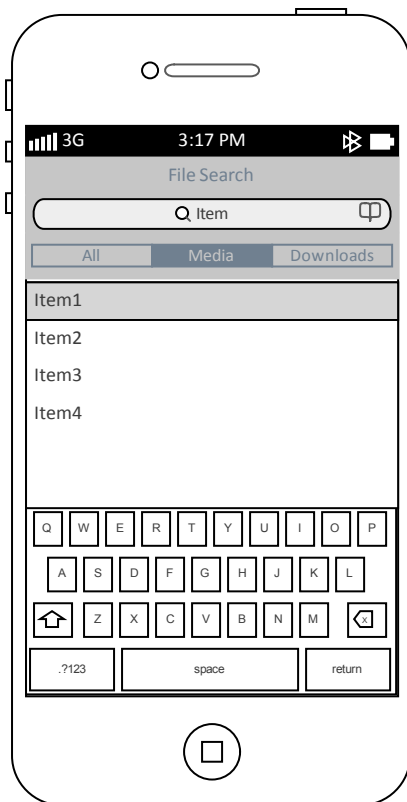 3G 3:17 PM
File Search
Item
All Media Downloads
Item1
Item2
Item3
Item4
Q W E R T Y U I O P
A S D F G H J K L
Z X C V B N M x
.?123 space return